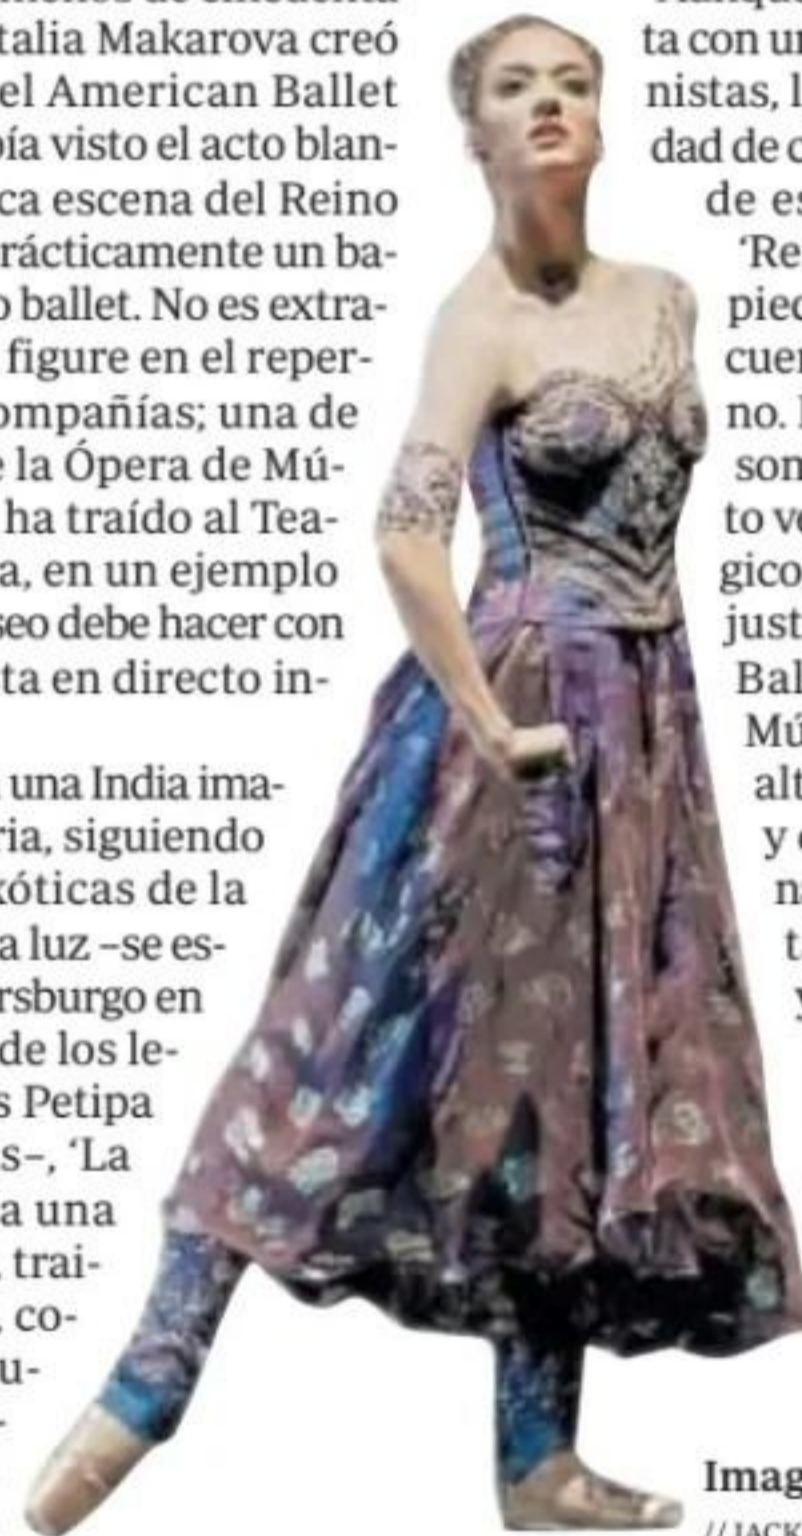 talia Makarova creó
el American Ballet
bía visto el acto blan-
ca escena del Reino
rácticamente un ba-
o ballet. No es extra-
figure en el reper-
ompañías; una de
e la Ópera de Mú-
ha traído al Tea-
a, en un ejemplo
seo debe hacer con
ta en directo in-
una India ima-
ria, siguiendo
xóticas de la
a luz –se es-
rsburgo en
de los le-
s Petipa
s–, ‘La
a una
trai-
co-
u-
ta con un
nistas, l
dad de c
de es
‘Re
pied
cuer
no.
son
to vo
gico
just
Bal
Mú
alt
y
n
t
y
Imag
// JACK